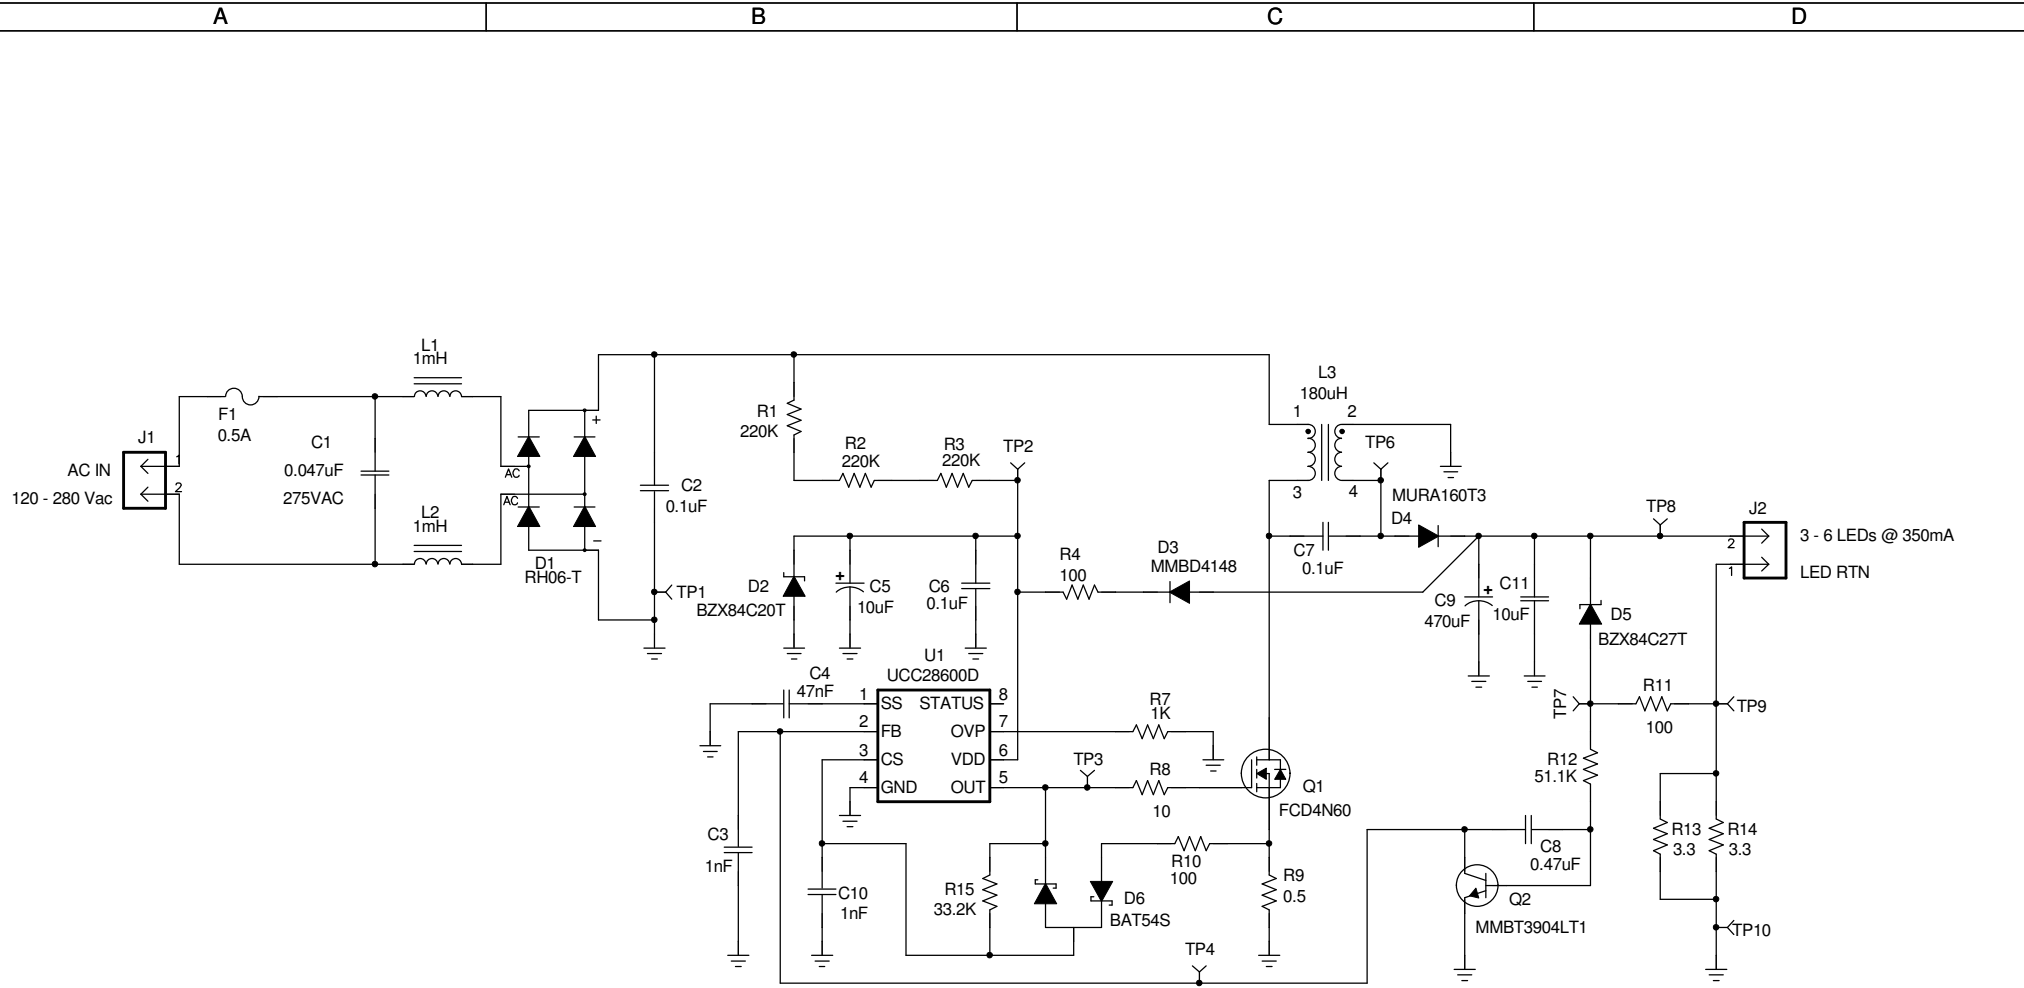 A
B
C
D
L1
1mH
F1
0.5A
J1
1
2
AC IN
120 - 280 Vac
C1
0.047uF
275VAC
L2
1mH
AC
AC
+
−
D1
RH06-T
C2
0.1uF
TP1
R1
220K
R2
220K
R3
220K
TP2
D2
BZX84C20T
+
C5
10uF
C6
0.1uF
R4
100
D3
MMBD4148
L3
180uH
1
2
3
4
TP6
MURA160T3
D4
C7
0.1uF
TP8
J2
2
1
3 - 6 LEDs @ 350mA
LED RTN
C9
470uF
+
C11
10uF
D5
BZX84C27T
U1
UCC28600D
C4
47nF
1
2
3
4
SS
FB
CS
GND
STATUS
OVP
VDD
OUT
8
7
6
5
R7
1K
TP3
R8
10
Q1
FCD4N60
TP7
R11
100
TP9
R12
51.1K
C3
1nF
C10
1nF
R15
33.2K
D6
BAT54S
R10
100
R9
0.5
TP4
C8
0.47uF
Q2
MMBT3904LT1
R13
3.3
R14
3.3
TP10